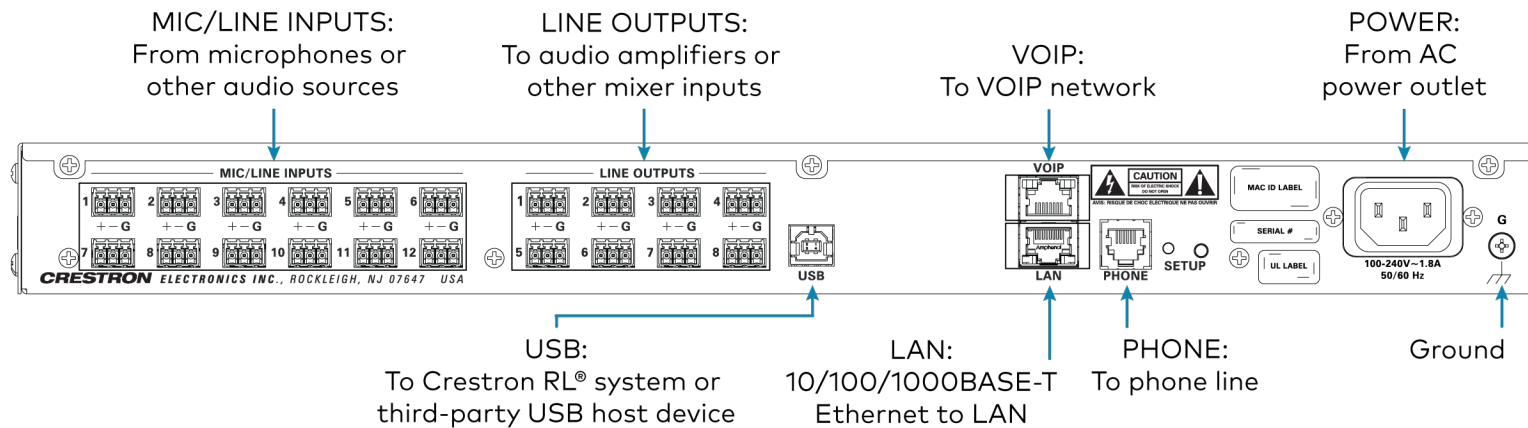 MIC/LINE INPUTS:
From microphones or
other audio sources
LINE OUTPUTS:
To audio amplifiers or
other mixer inputs
VOIP:
To VOIP network
POWER:
From AC
power outlet
MIC/LINE INPUTS
1 2 3 4 5 6
+ − G + − G + − G + − G + − G + − G
7 8 9 10 11 12
LINE OUTPUTS
1 2 3 4
+ − G + − G + − G + − G
5 6 7 8
CRESTRON ELECTRONICS INC., ROCKLEIGH, NJ 07647 USA
USB
VOIP
Amphenol
LAN
PHONE
SETUP
CAUTION
RISK OF ELECTRIC SHOCK
DO NOT OPEN
AVIS: RISQUE DE CHOC ELECTRIQUE NE PAS OUVRIR
MAC ID LABEL
SERIAL #
UL LABEL
100-240V~1.8A
50/60 Hz
G
USB:
To Crestron RL® system or
third-party USB host device
LAN:
10/100/1000BASE-T
Ethernet to LAN
PHONE:
To phone line
Ground